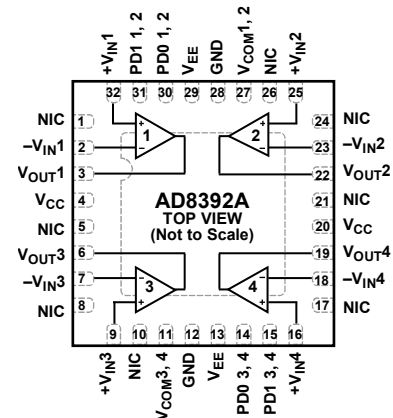 +VIN1
PD1 1, 2
PD0 1, 2
VEE
GND
VCOM1, 2
NIC
+VIN2
32 31 30 29 28 27 26 25
NIC 1
–VIN1 2
VOUT1 3
VCC 4
NIC 5
VOUT3 6
–VIN3 7
NIC 8
1
+
–
2
+
–
AD8392A
TOP VIEW
(Not to Scale)
3
–
+
4
–
+
24 NIC
23 –VIN2
22 VOUT2
21 NIC
20 VCC
19 VOUT4
18 –VIN4
17 NIC
9 10 11 12 13 14 15 16
+VIN3
NIC
VCOM3, 4
GND
VEE
PD0 3, 4
PD1 3, 4
+VIN4